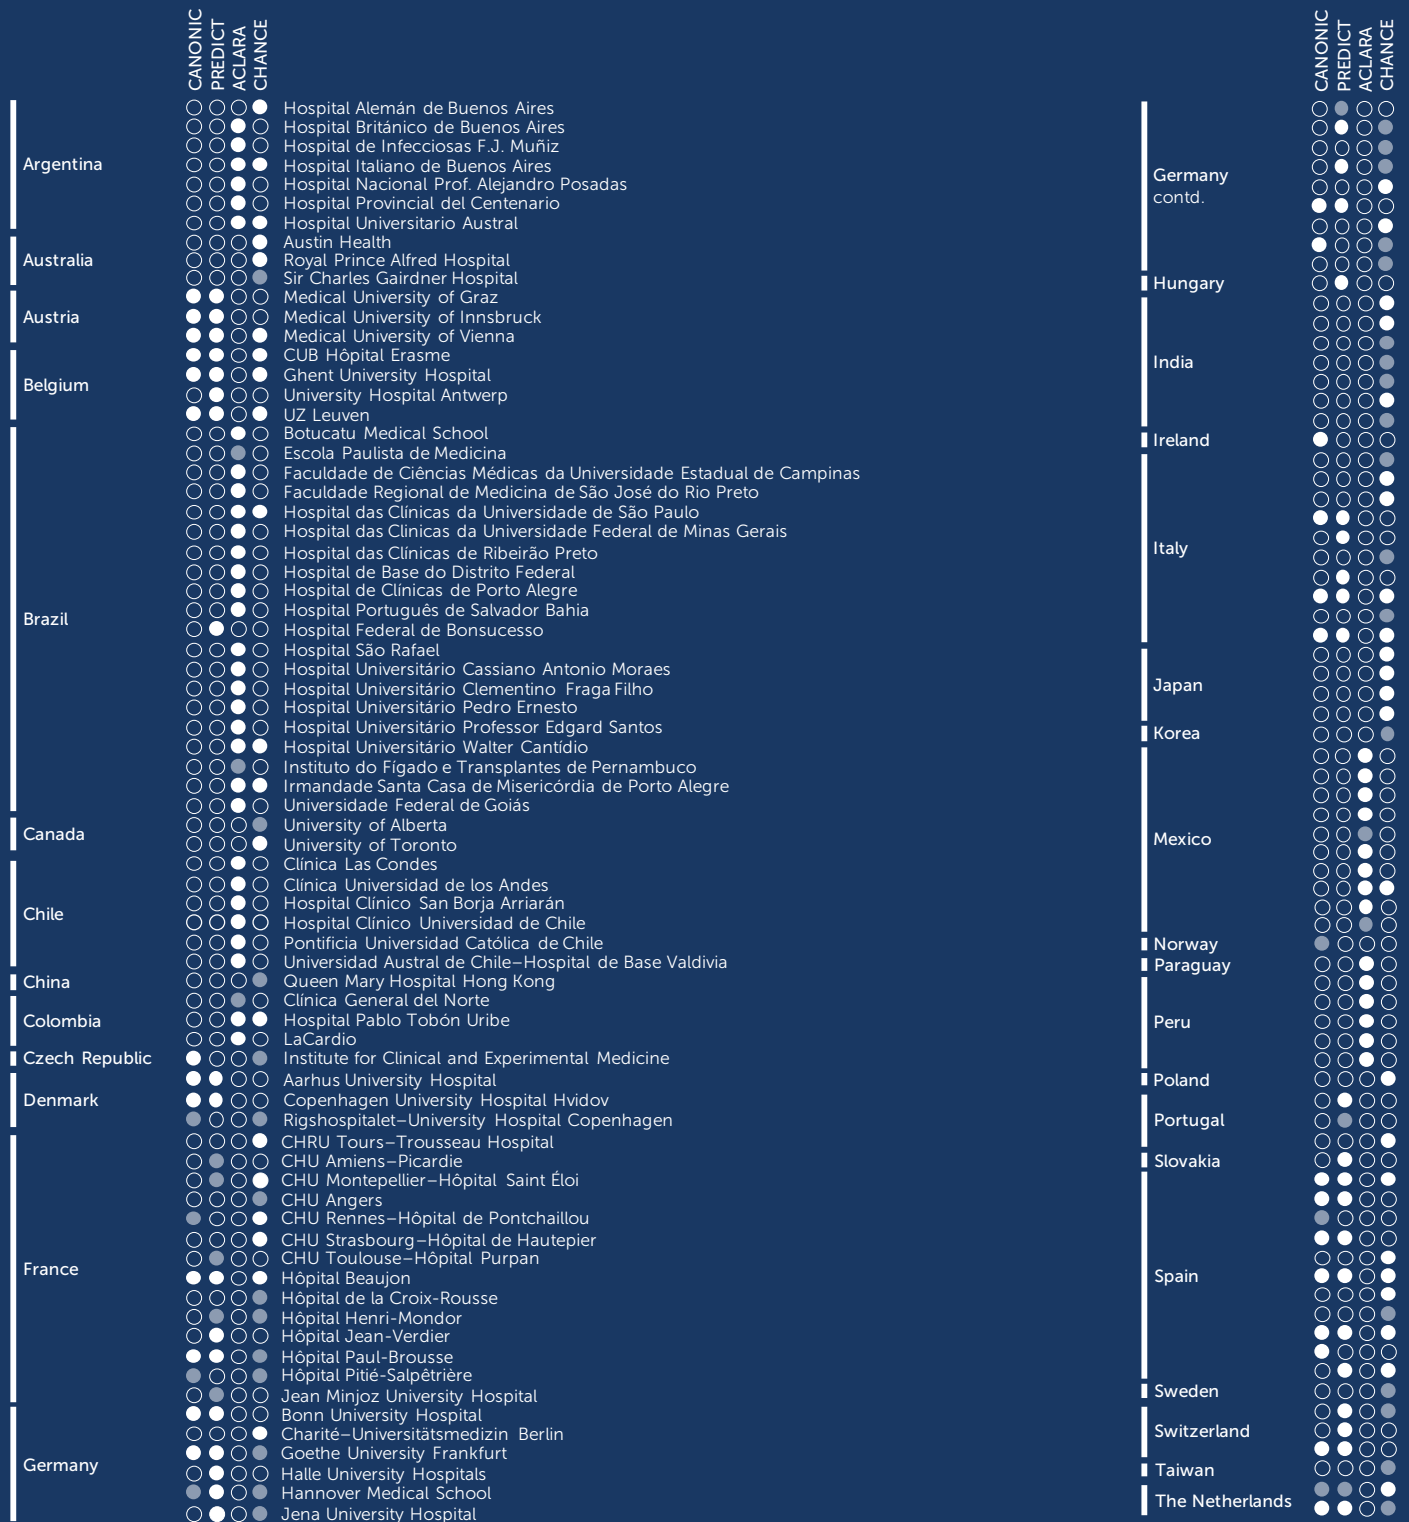 CANONIC
PREDICT
ACLARA
CHANCE
Argentina
Hospital Alemán de Buenos Aires
Hospital Británico de Buenos Aires
Hospital de Infecciosas F.J. Muñiz
Hospital Italiano de Buenos Aires
Hospital Nacional Prof. Alejandro Posadas
Hospital Provincial del Centenario
Hospital Universitario Austral
Australia
Austin Health
Royal Prince Alfred Hospital
Sir Charles Gairdner Hospital
Austria
Medical University of Graz
Medical University of Innsbruck
Medical University of Vienna
Belgium
CUB Hôpital Erasme
Ghent University Hospital
University Hospital Antwerp
UZ Leuven
Brazil
Botucatu Medical School
Escola Paulista de Medicina
Faculdade de Ciências Médicas da Universidade Estadual de Campinas
Faculdade Regional de Medicina de São José do Rio Preto
Hospital das Clínicas da Universidade de São Paulo
Hospital das Clinicas da Universidade Federal de Minas Gerais
Hospital das Clínicas de Ribeirão Preto
Hospital de Base do Distrito Federal
Hospital de Clínicas de Porto Alegre
Hospital Português de Salvador Bahia
Hospital Federal de Bonsucesso
Hospital São Rafael
Hospital Universitário Cassiano Antonio Moraes
Hospital Universitário Clementino Fraga Filho
Hospital Universitário Pedro Ernesto
Hospital Universitário Professor Edgard Santos
Hospital Universitário Walter Cantídio
Instituto do Fígado e Transplantes de Pernambuco
Irmandade Santa Casa de Misericórdia de Porto Alegre
Universidade Federal de Goiás
Canada
University of Alberta
University of Toronto
Chile
Clínica Las Condes
Clínica Universidad de los Andes
Hospital Clínico San Borja Arriarán
Hospital Clínico Universidad de Chile
Pontificia Universidad Católica de Chile
Universidad Austral de Chile–Hospital de Base Valdivia
China
Queen Mary Hospital Hong Kong
Colombia
Clínica General del Norte
Hospital Pablo Tobón Uribe
LaCardio
Czech Republic
Institute for Clinical and Experimental Medicine
Denmark
Aarhus University Hospital
Copenhagen University Hospital Hvidov
Rigshospitalet–University Hospital Copenhagen
France
CHRU Tours–Trousseau Hospital
CHU Amiens–Picardie
CHU Montepellier–Hôpital Saint Éloi
CHU Angers
CHU Rennes–Hôpital de Pontchaillou
CHU Strasbourg–Hôpital de Hautepier
CHU Toulouse–Hôpital Purpan
Hôpital Beaujon
Hôpital de la Croix-Rousse
Hôpital Henri-Mondor
Hôpital Jean-Verdier
Hôpital Paul-Brousse
Hôpital Pitié-Salpêtrière
Jean Minjoz University Hospital
Germany
Bonn University Hospital
Charité–Universitätsmedizin Berlin
Goethe University Frankfurt
Halle University Hospitals
Hannover Medical School
Jena University Hospital
CANONIC
PREDICT
ACLARA
CHANCE
Germany
contd.
Hungary
India
Ireland
Italy
Japan
Korea
Mexico
Norway
Paraguay
Peru
Poland
Portugal
Slovakia
Spain
Sweden
Switzerland
Taiwan
The Netherlands